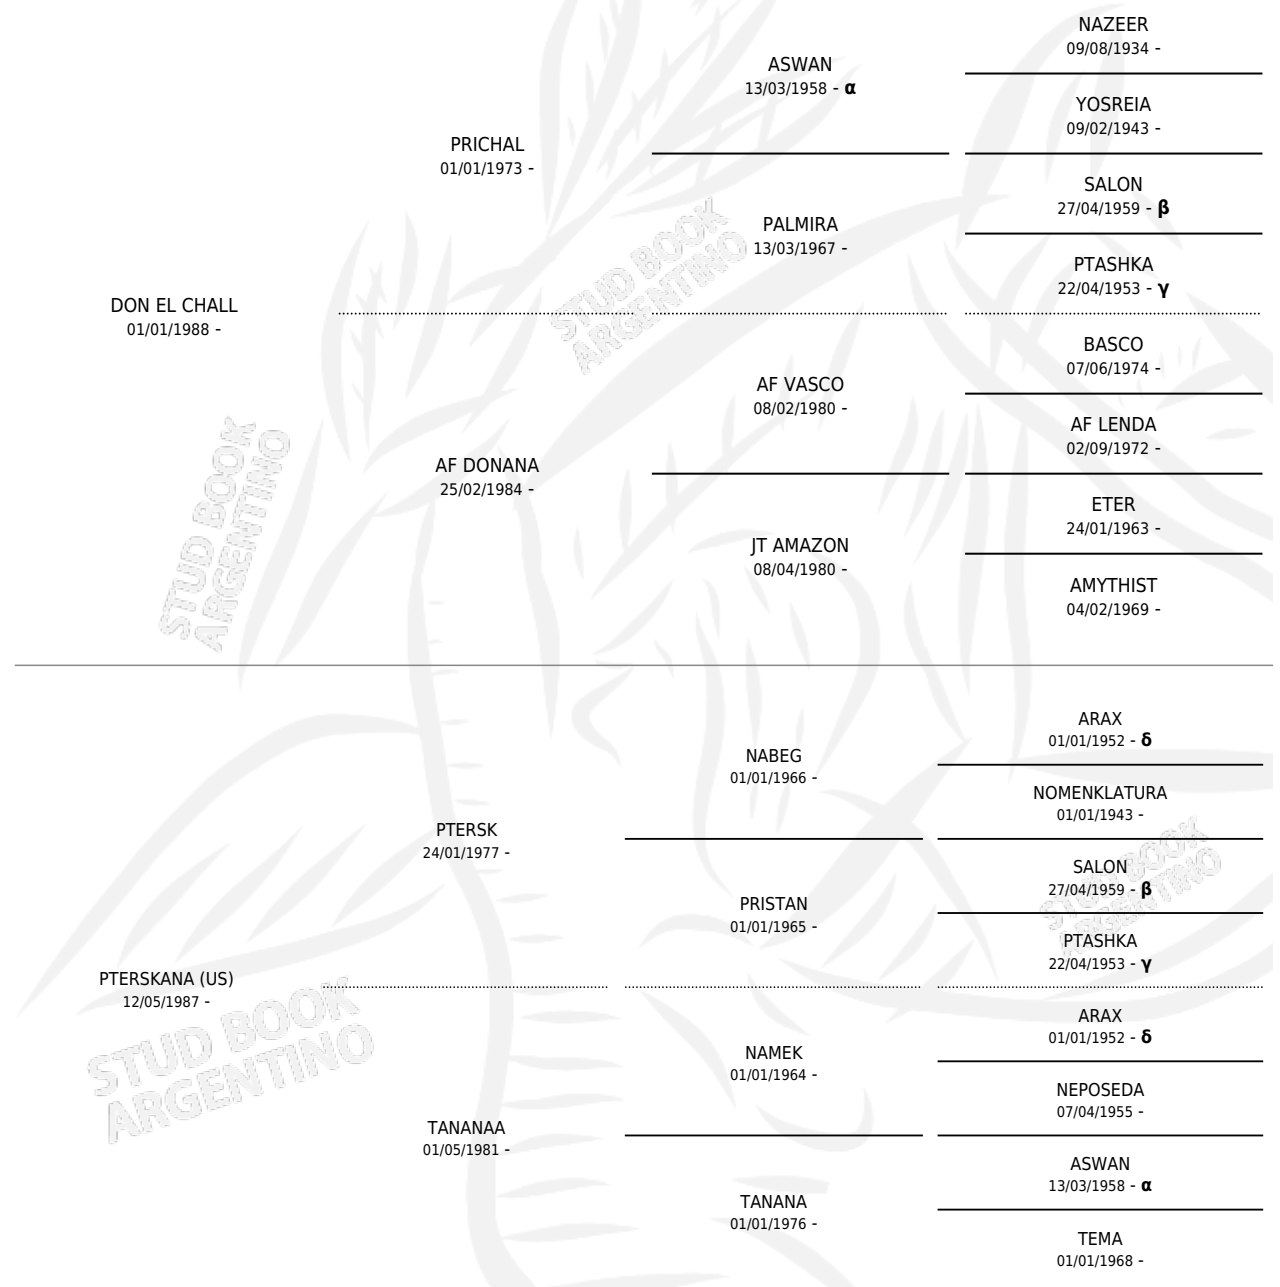 NAZEER
09/08/1934 -
ASWAN
13/03/1958 - α
YOSREIA
09/02/1943 -
PRICHAL
01/01/1973 -
SALON
27/04/1959 - β
PALMIRA
13/03/1967 -
PTASHKA
22/04/1953 - γ
DON EL CHALL
01/01/1988 -
BASCO
07/06/1974 -
AF VASCO
08/02/1980 -
AF LENDA
02/09/1972 -
AF DONANA
25/02/1984 -
ETER
24/01/1963 -
JT AMAZON
08/04/1980 -
AMYTHIST
04/02/1969 -
STUD BOOK
ARGENTINO
STUD BOOK
ARGENTINO
ARAX
01/01/1952 - δ
NABEG
01/01/1966 -
NOMENKLATURA
01/01/1943 -
PTERSK
24/01/1977 -
SALON
27/04/1959 - β
PRISTAN
01/01/1965 -
PTASHKA
22/04/1953 - γ
PTERSKANA (US)
12/05/1987 -
ARAX
01/01/1952 - δ
NAMEK
01/01/1964 -
NEPOSEDA
07/04/1955 -
TANANAA
01/05/1981 -
ASWAN
13/03/1958 - α
TANANA
01/01/1976 -
TEMA
01/01/1968 -
STUD BOOK
ARGENTINO
STUD BOOK
ARGENTINO